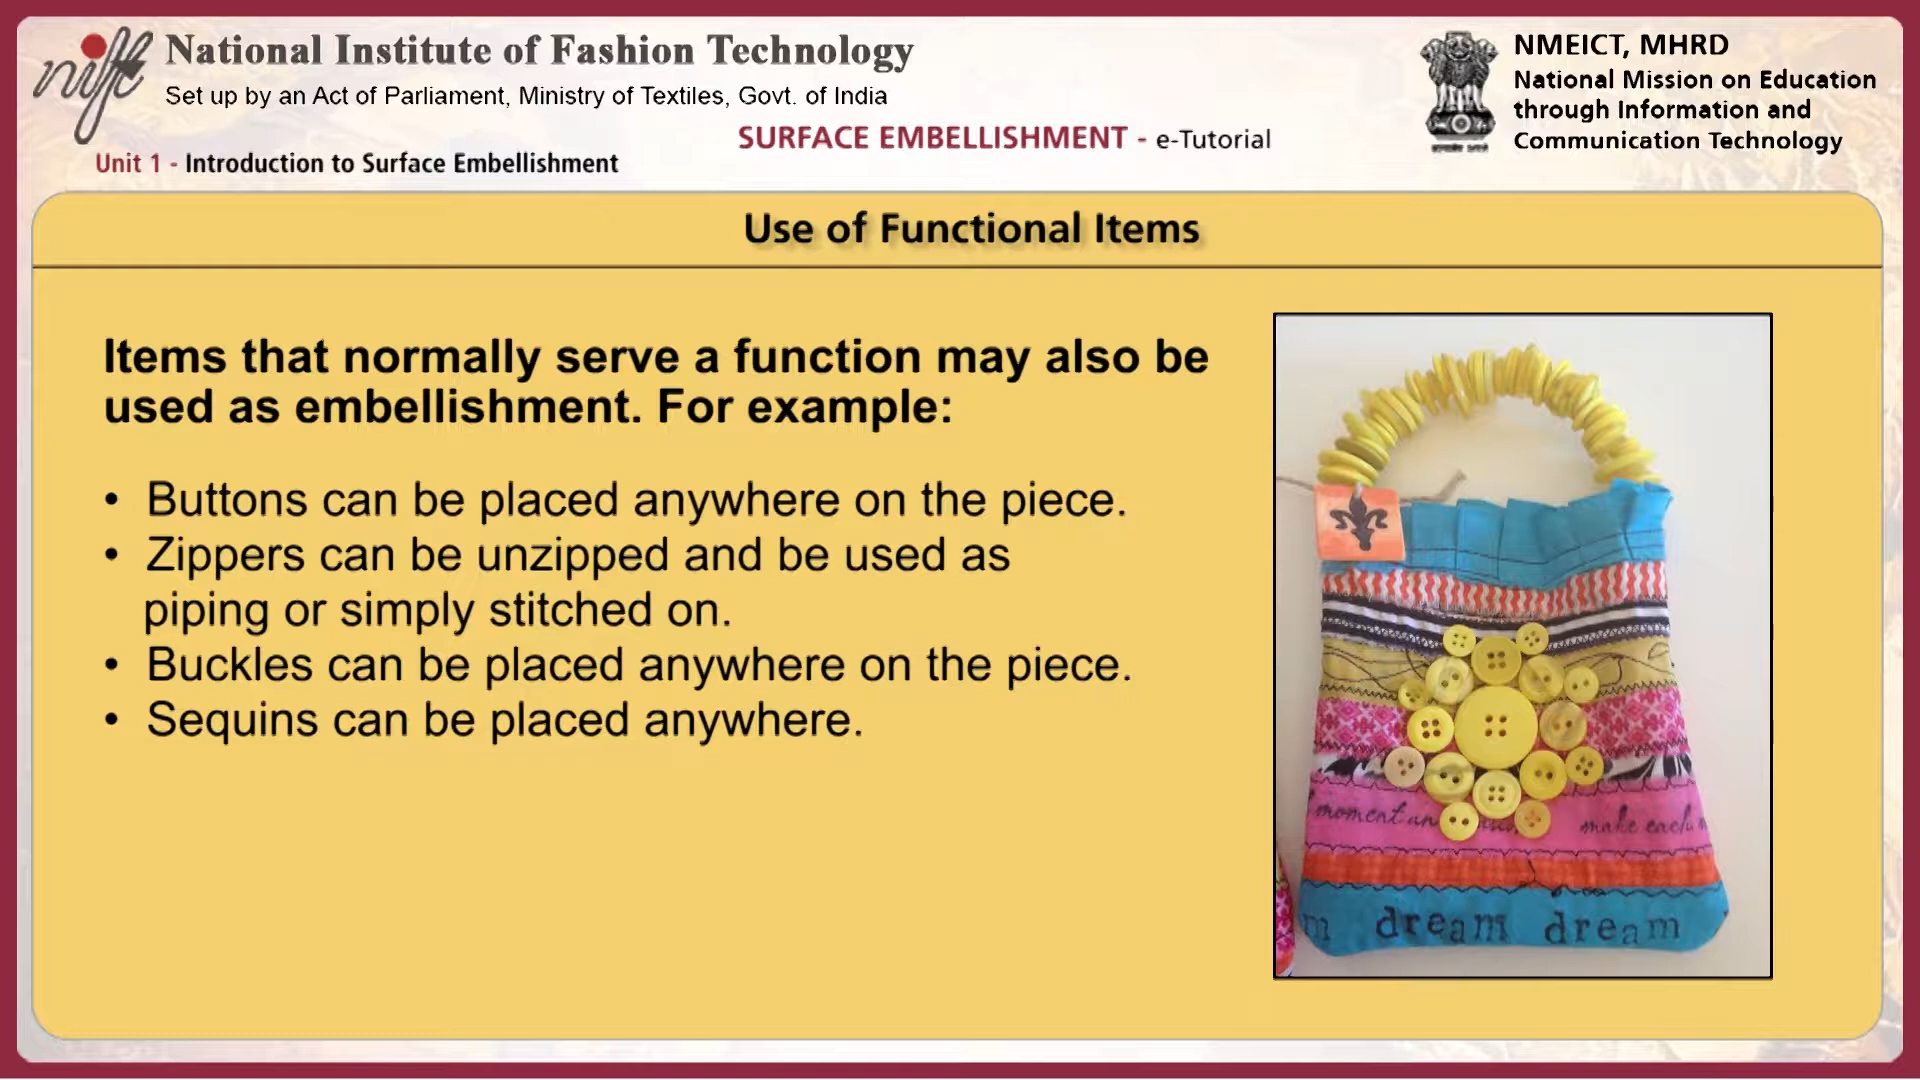 nift
National Institute of Fashion Technology
Set up by an Act of Parliament, Ministry of Textiles, Govt. of India
NMEICT, MHRD
National Mission on Education
through Information and
Communication Technology
SURFACE EMBELLISHMENT - e-Tutorial
Unit 1 - Introduction to Surface Embellishment
Use of Functional Items
Items that normally serve a function may also be
used as embellishment. For example:
• Buttons can be placed anywhere on the piece.
• Zippers can be unzipped and be used as
piping or simply stitched on.
• Buckles can be placed anywhere on the piece.
• Sequins can be placed anywhere.
moment make each
m dream dream